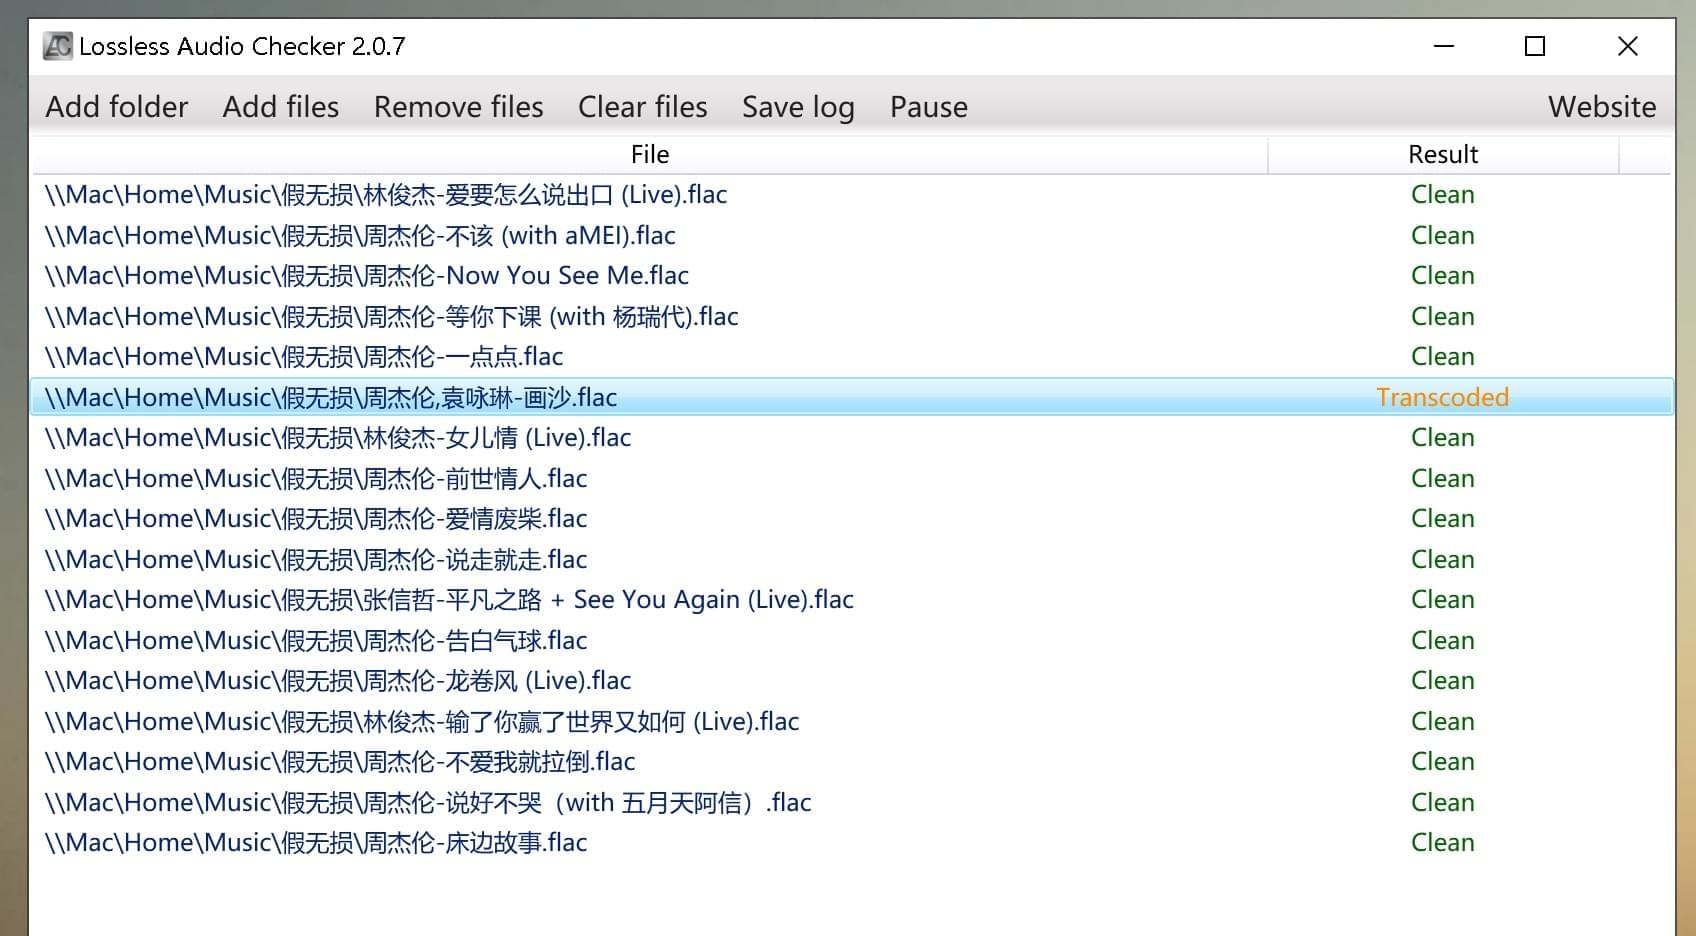 Lossless Audio Checker 2.0.7
Add folder Add files Remove files Clear files Save log Pause Website
File Result
\\Mac\Home\Music\假无损\林俊杰-爱要怎么说出口 (Live).flac Clean
\\Mac\Home\Music\假无损\周杰伦-不该 (with aMEI).flac Clean
\\Mac\Home\Music\假无损\周杰伦-Now You See Me.flac Clean
\\Mac\Home\Music\假无损\周杰伦-等你下课 (with 杨瑞代).flac Clean
\\Mac\Home\Music\假无损\周杰伦-一点点.flac Clean
\\Mac\Home\Music\假无损\周杰伦,袁咏琳-画沙.flac Transcoded
\\Mac\Home\Music\假无损\林俊杰-女儿情 (Live).flac Clean
\\Mac\Home\Music\假无损\周杰伦-前世情人.flac Clean
\\Mac\Home\Music\假无损\周杰伦-爱情废柴.flac Clean
\\Mac\Home\Music\假无损\周杰伦-说走就走.flac Clean
\\Mac\Home\Music\假无损\张信哲-平凡之路 + See You Again (Live).flac Clean
\\Mac\Home\Music\假无损\周杰伦-告白气球.flac Clean
\\Mac\Home\Music\假无损\周杰伦-龙卷风 (Live).flac Clean
\\Mac\Home\Music\假无损\林俊杰-输了你赢了世界又如何 (Live).flac Clean
\\Mac\Home\Music\假无损\周杰伦-不爱我就拉倒.flac Clean
\\Mac\Home\Music\假无损\周杰伦-说好不哭（with 五月天阿信）.flac Clean
\\Mac\Home\Music\假无损\周杰伦-床边故事.flac Clean